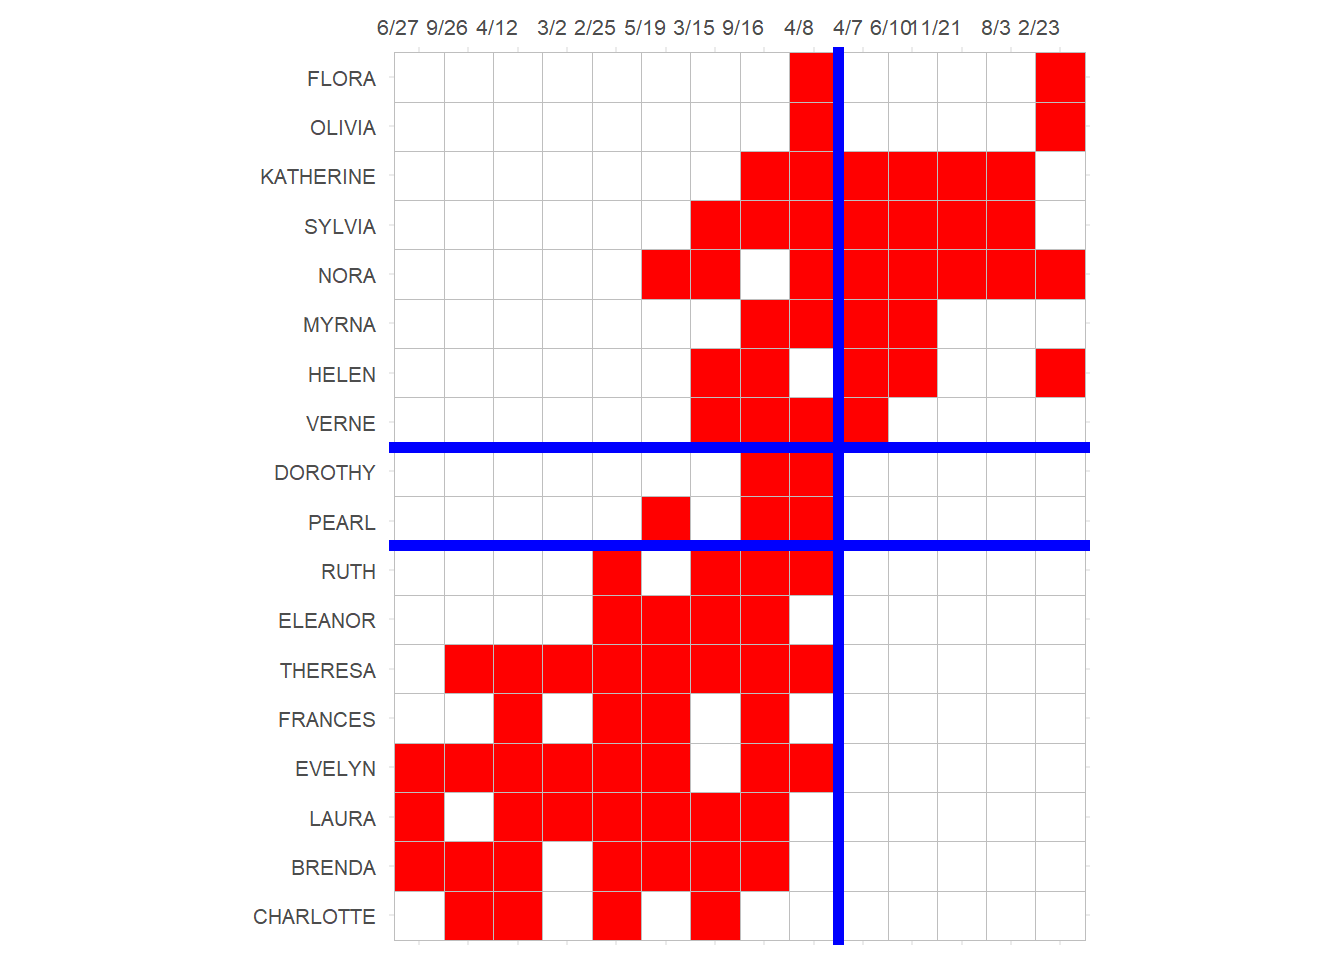 6/27 9/26 4/12 3/2 2/25 5/19 3/15 9/16 4/8 4/7 6/10 11/21 8/3 2/23
FLORA
OLIVIA
KATHERINE
SYLVIA
NORA
MYRNA
HELEN
VERNE
DOROTHY
PEARL
RUTH
ELEANOR
THERESA
FRANCES
EVELYN
LAURA
BRENDA
CHARLOTTE